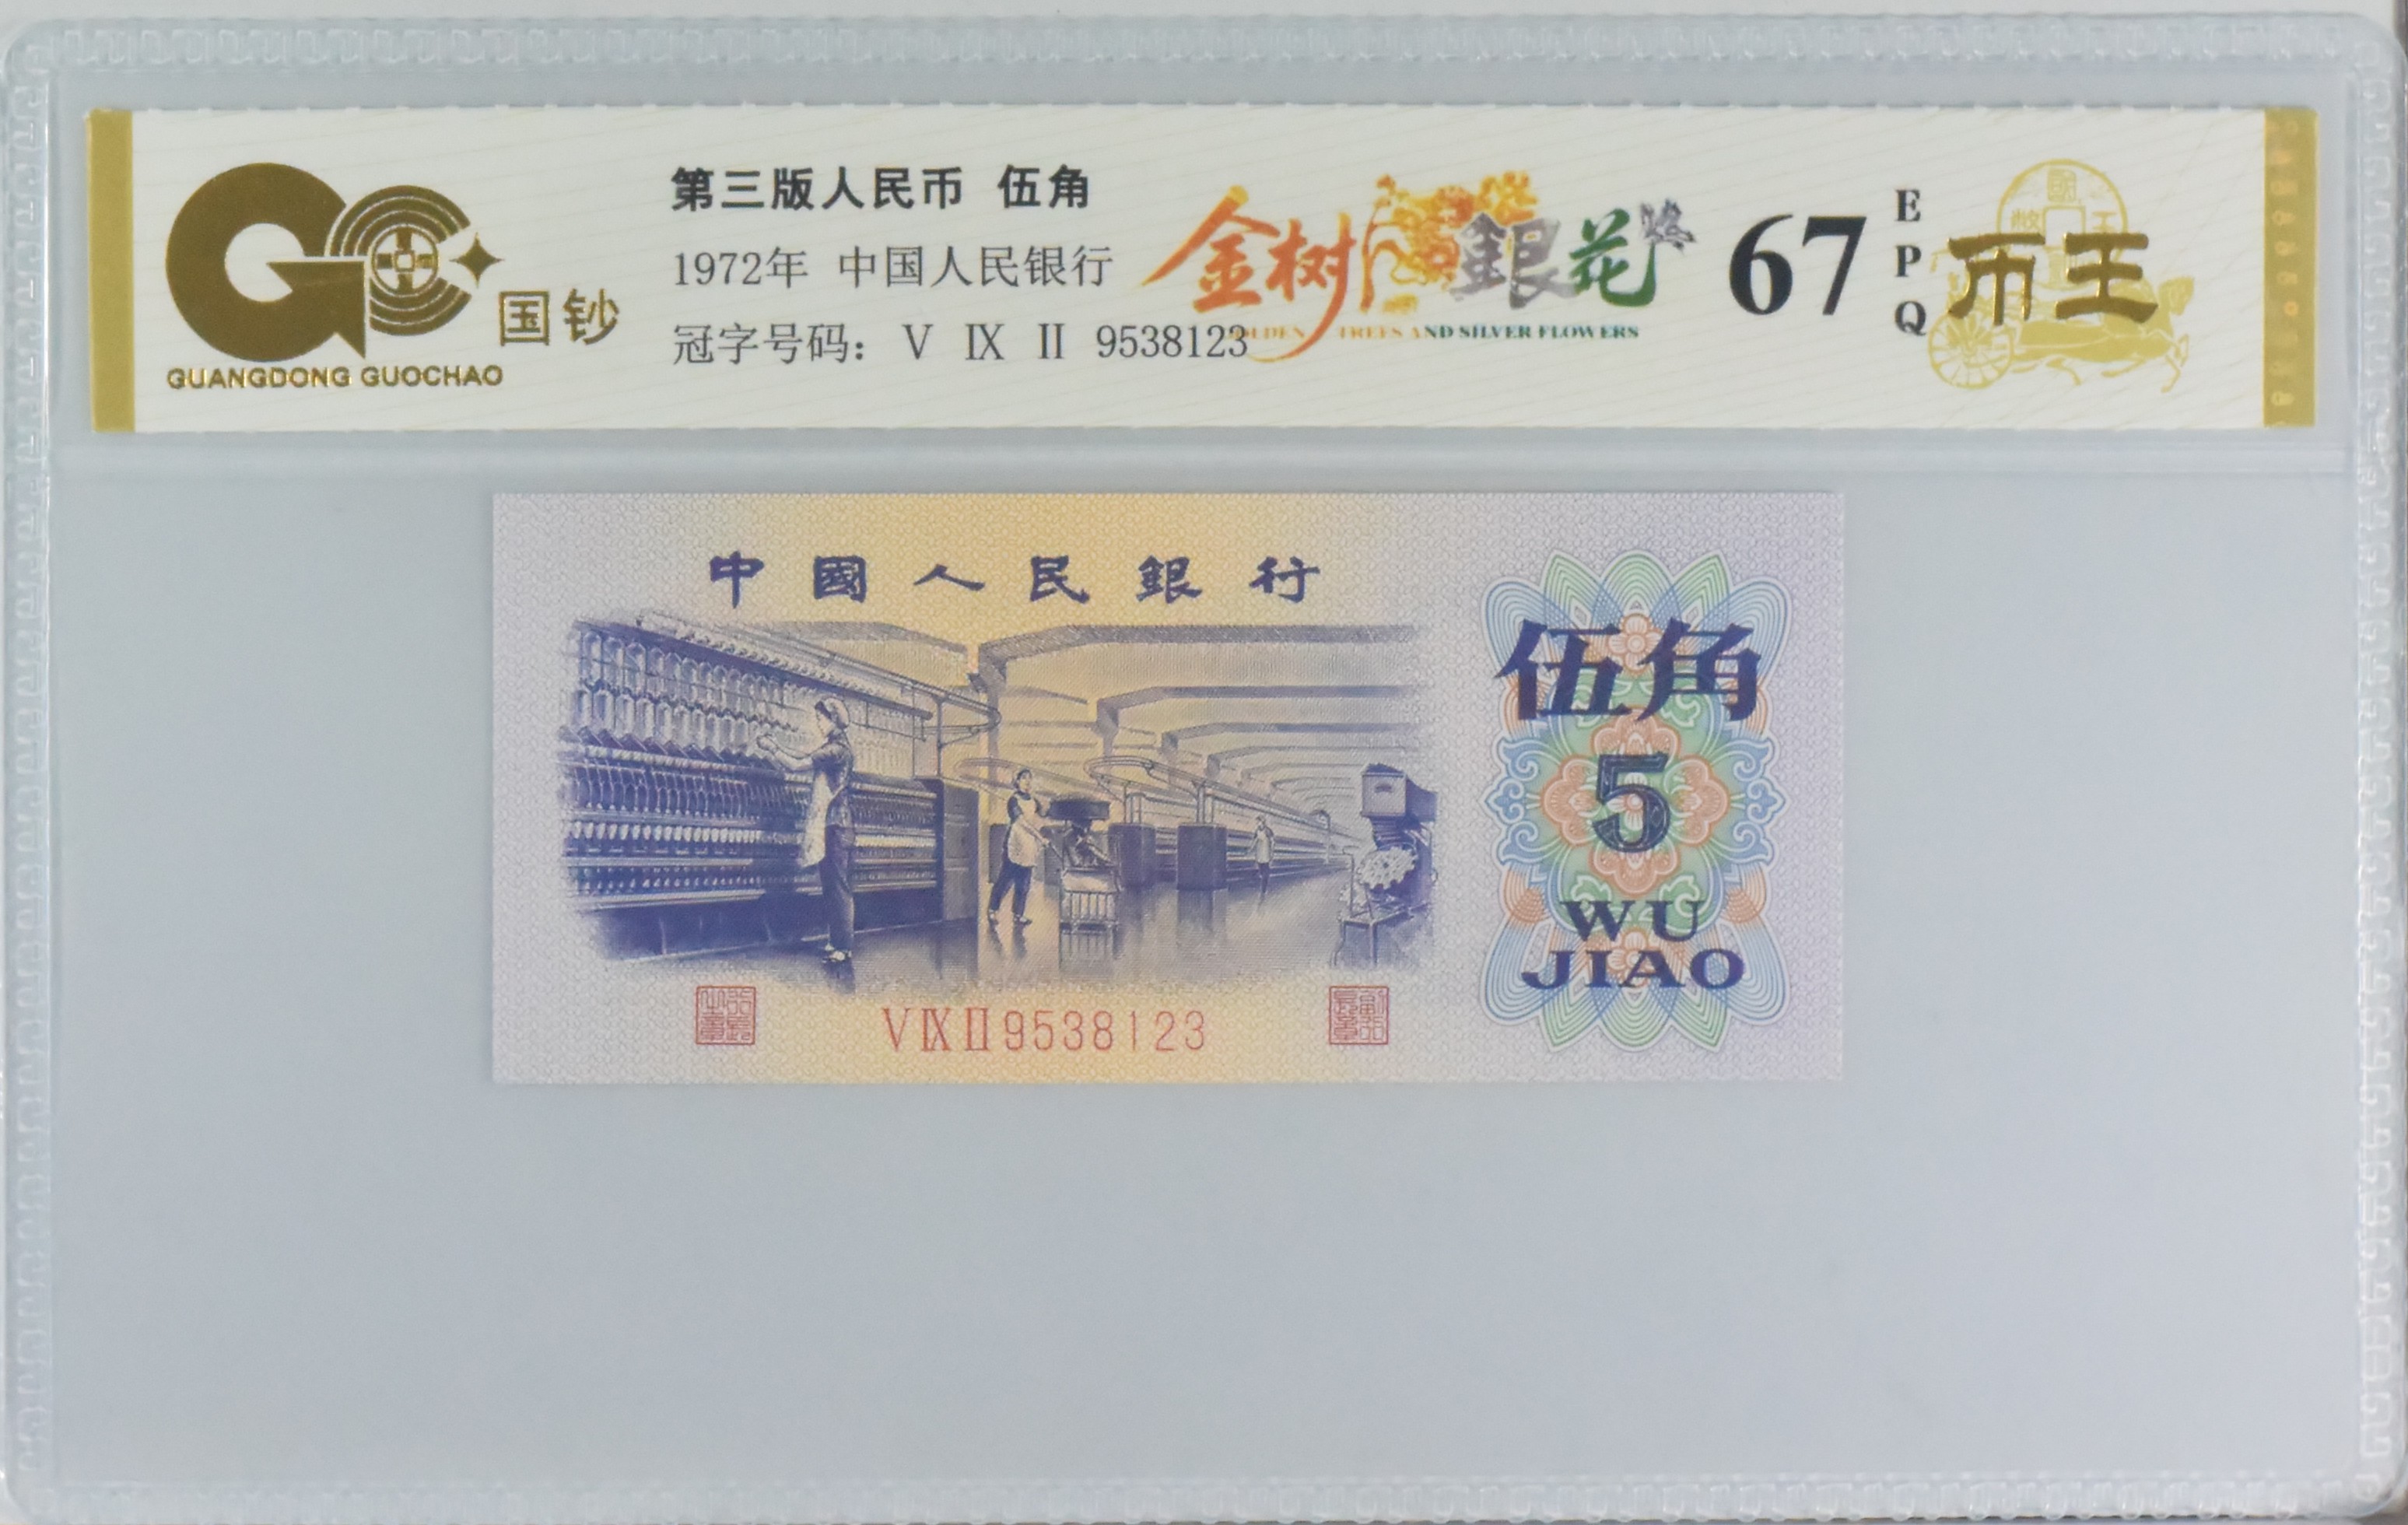 国钞
GUANGDONG GUOCHAO
第三版人民币 伍角
1972年 中国人民银行
冠字号码： Ⅴ Ⅸ Ⅱ 9538123
金树銀花
TREES AND SILVER FLOWERS
67
EPQ
币王
中國人民銀行
伍角
5
WU
JIAO
ⅤⅨⅡ9538123